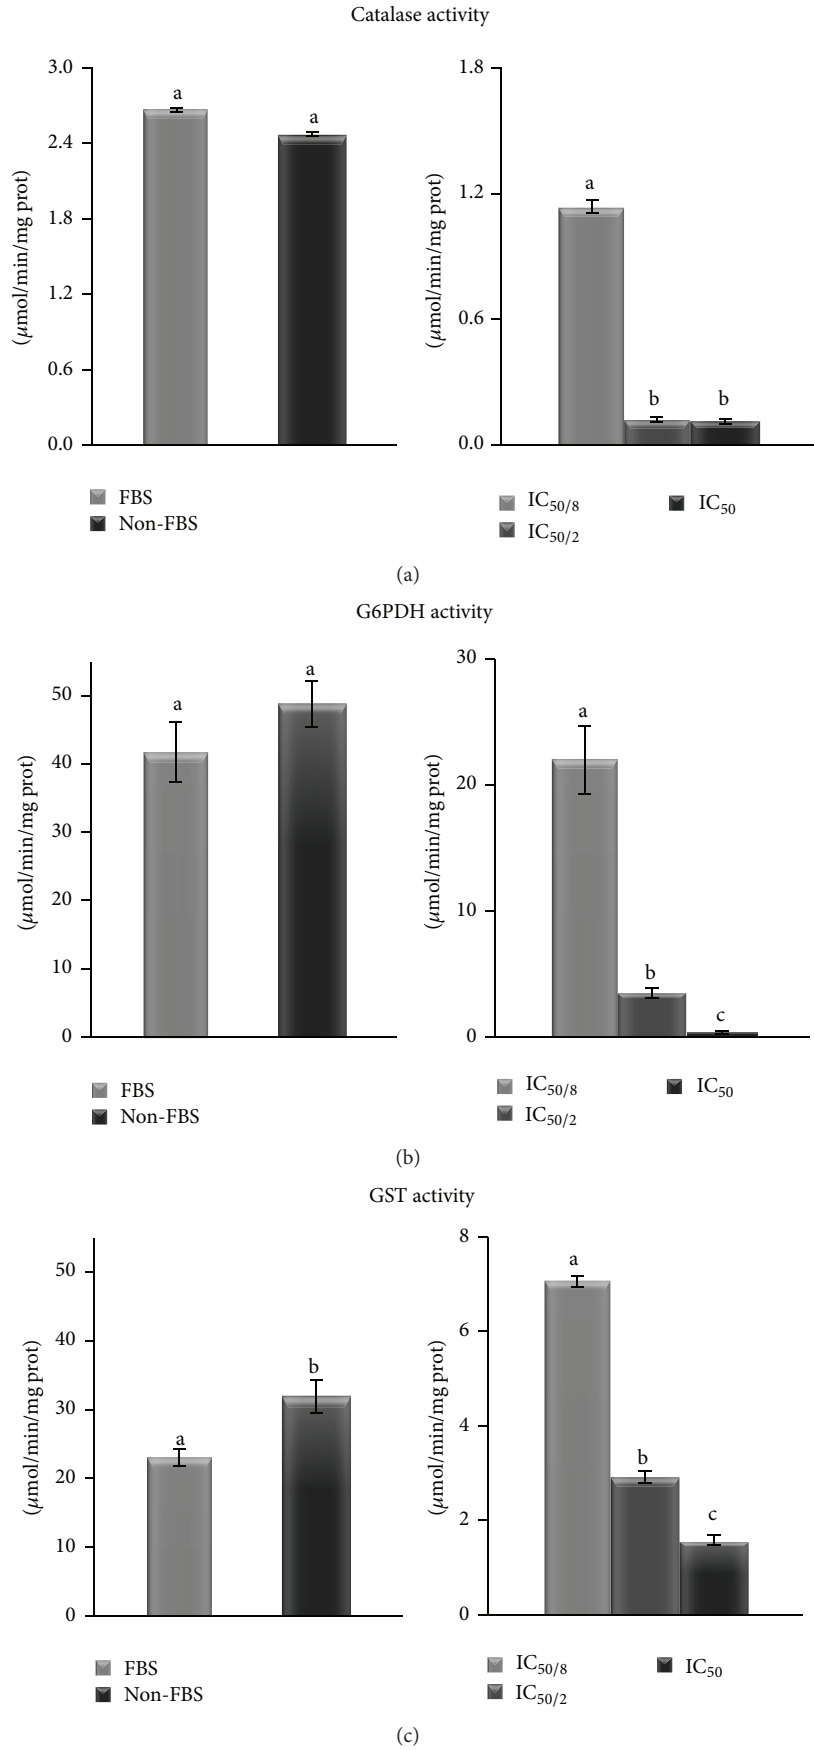 Catalase activity
3.0
2.4
1.8
1.2
0.6
0.0
(μmol/min/mg prot)
a
a
FBS
Non-FBS
1.8
1.2
0.6
0.0
(μmol/min/mg prot)
a
b
b
IC50/8
IC50/2
IC50
(a)
G6PDH activity
50
40
30
20
10
0
(μmol/min/mg prot)
a
a
FBS
Non-FBS
30
20
10
0
(μmol/min/mg prot)
a
b
c
IC50/8
IC50/2
IC50
(b)
GST activity
50
40
30
20
10
0
(μmol/min/mg prot)
a
b
FBS
Non-FBS
8
6
4
2
0
(μmol/min/mg prot)
a
b
c
IC50/8
IC50/2
IC50
(c)